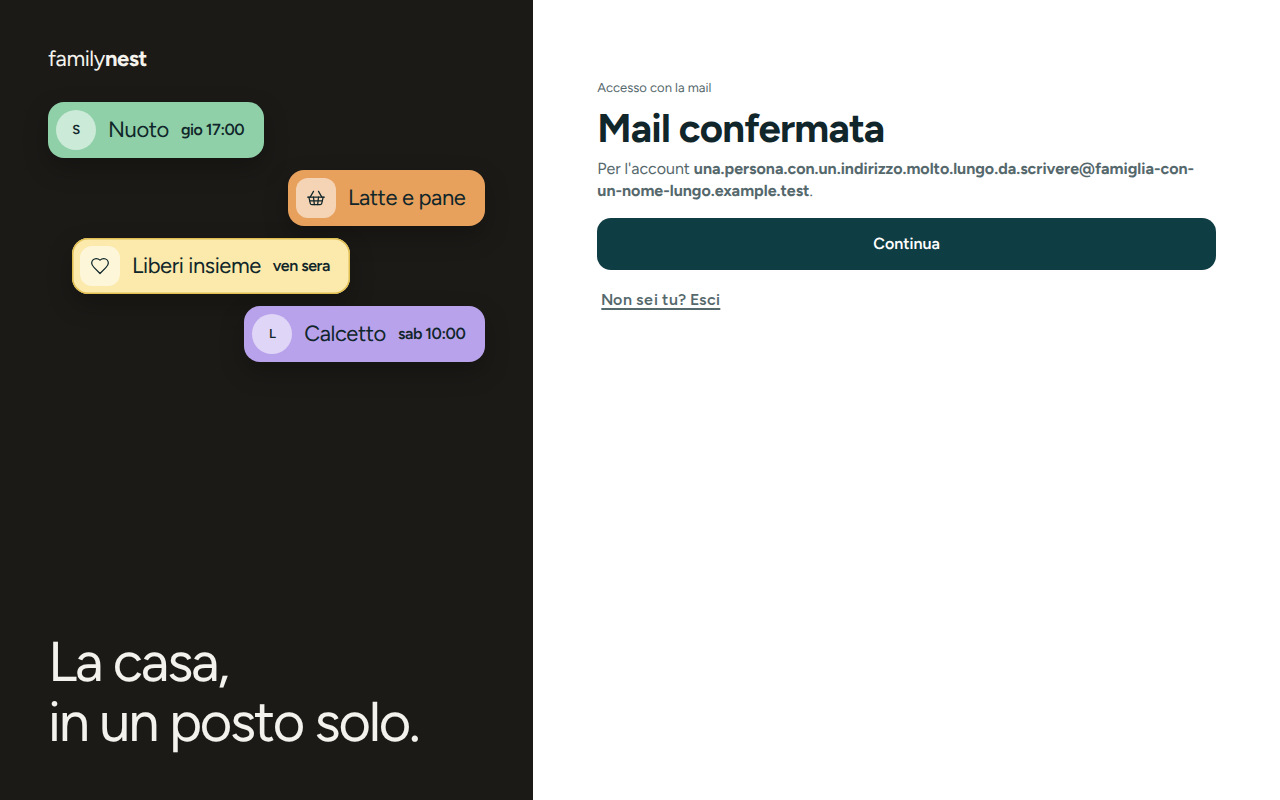 familynest
S Nuoto gio 17:00
Latte e pane
Liberi insieme ven sera
L Calcetto sab 10:00
La casa,
in un posto solo.
Accesso con la mail
Mail confermata
Per l'account una.persona.con.un.indirizzo.molto.lungo.da.scrivere@famiglia-con-
un-nome-lungo.example.test.
Continua
Non sei tu? Esci